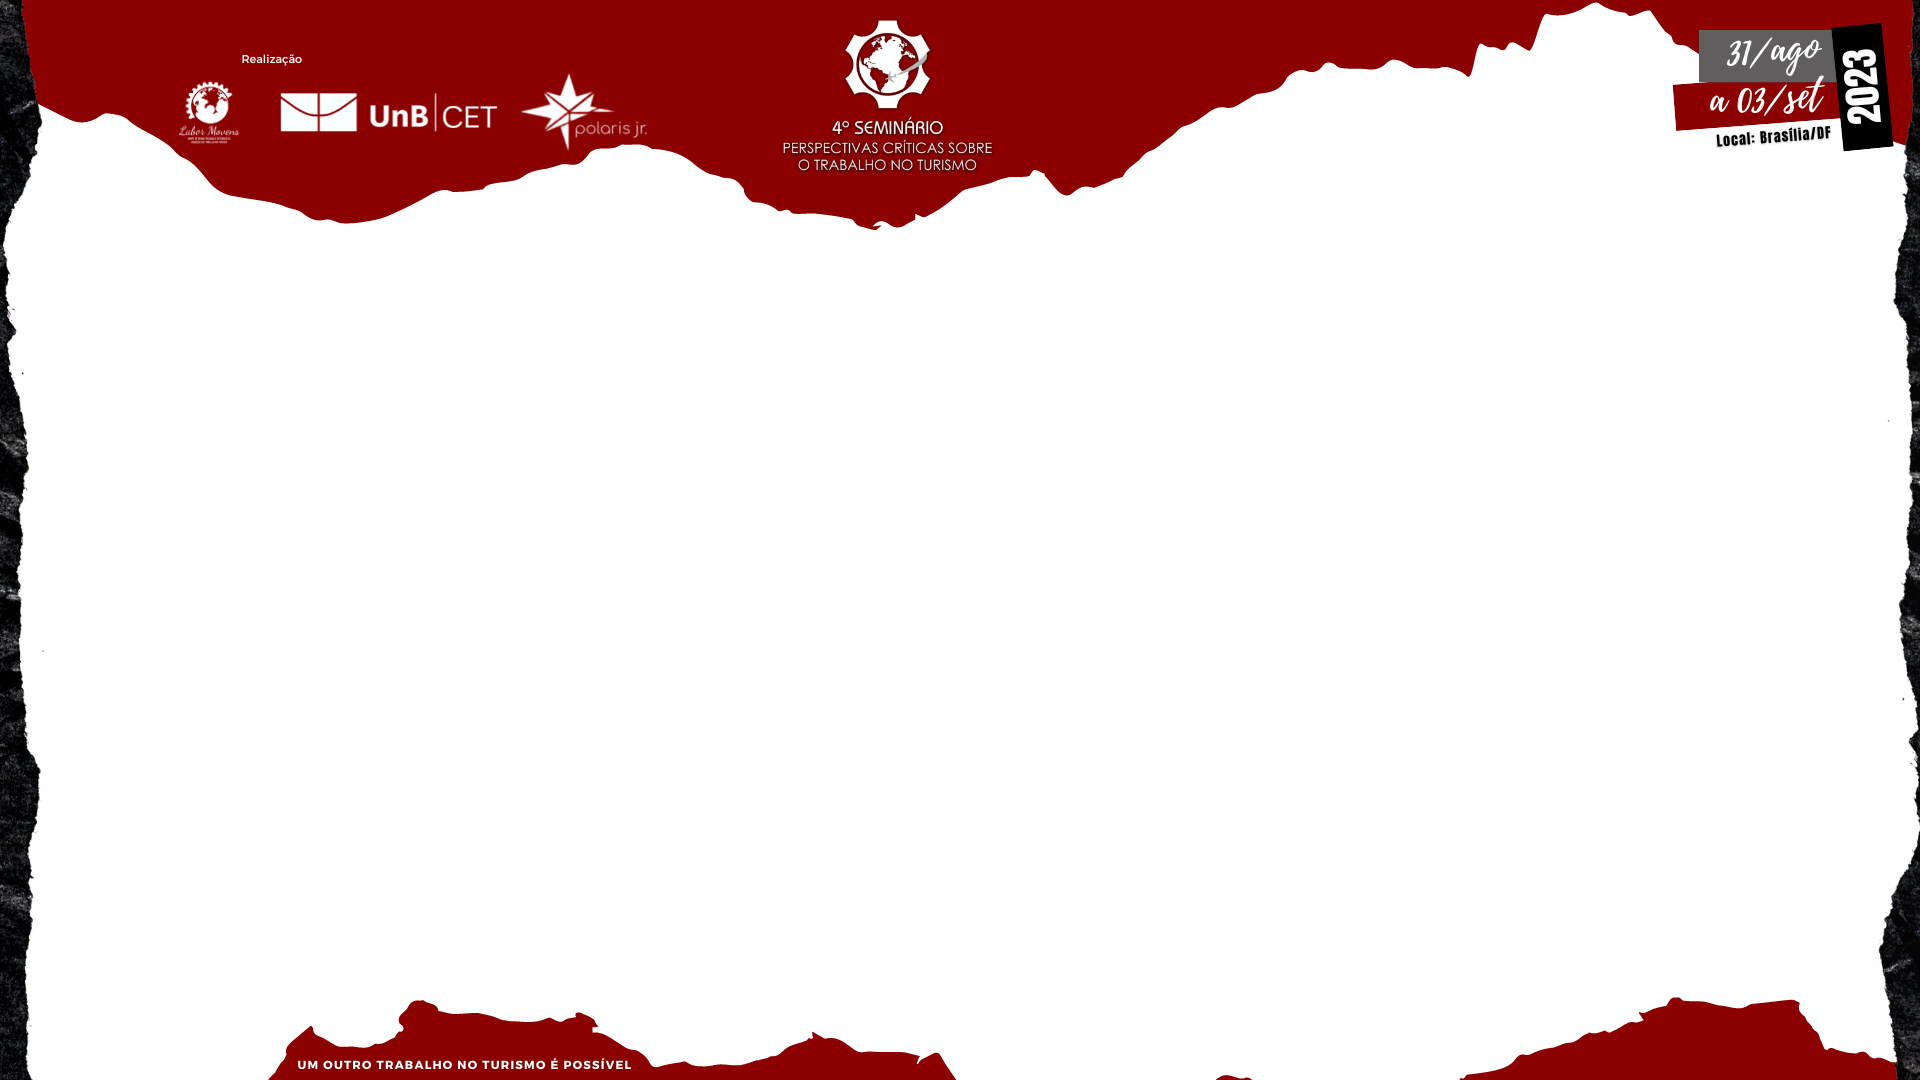 Realização
Labor Movens
UnB | CET
polaris jr.
4º SEMINÁRIO
PERSPECTIVAS CRÍTICAS SOBRE
O TRABALHO NO TURISMO
31/ago
a 03/set
2023
Local: Brasília/DF
UM OUTRO TRABALHO NO TURISMO É POSSÍVEL